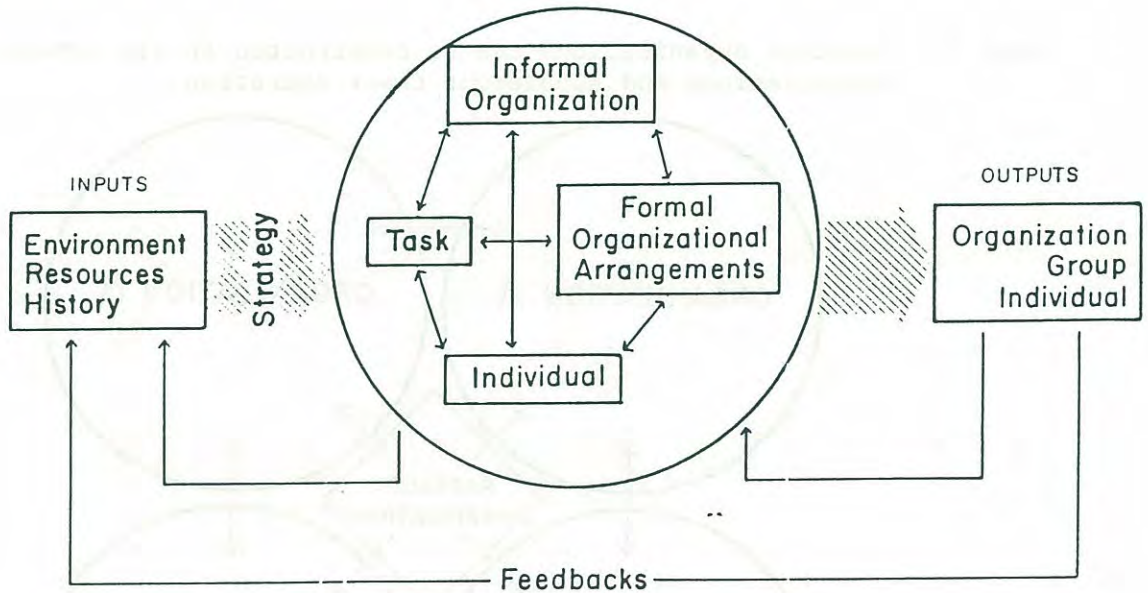 Informal
Organization
INPUTS
OUTPUTS
Environment
Resources
History
Strategy
Task
Formal
Organizational
Arrangements
Organization
Group
Individual
Individual
Feedbacks